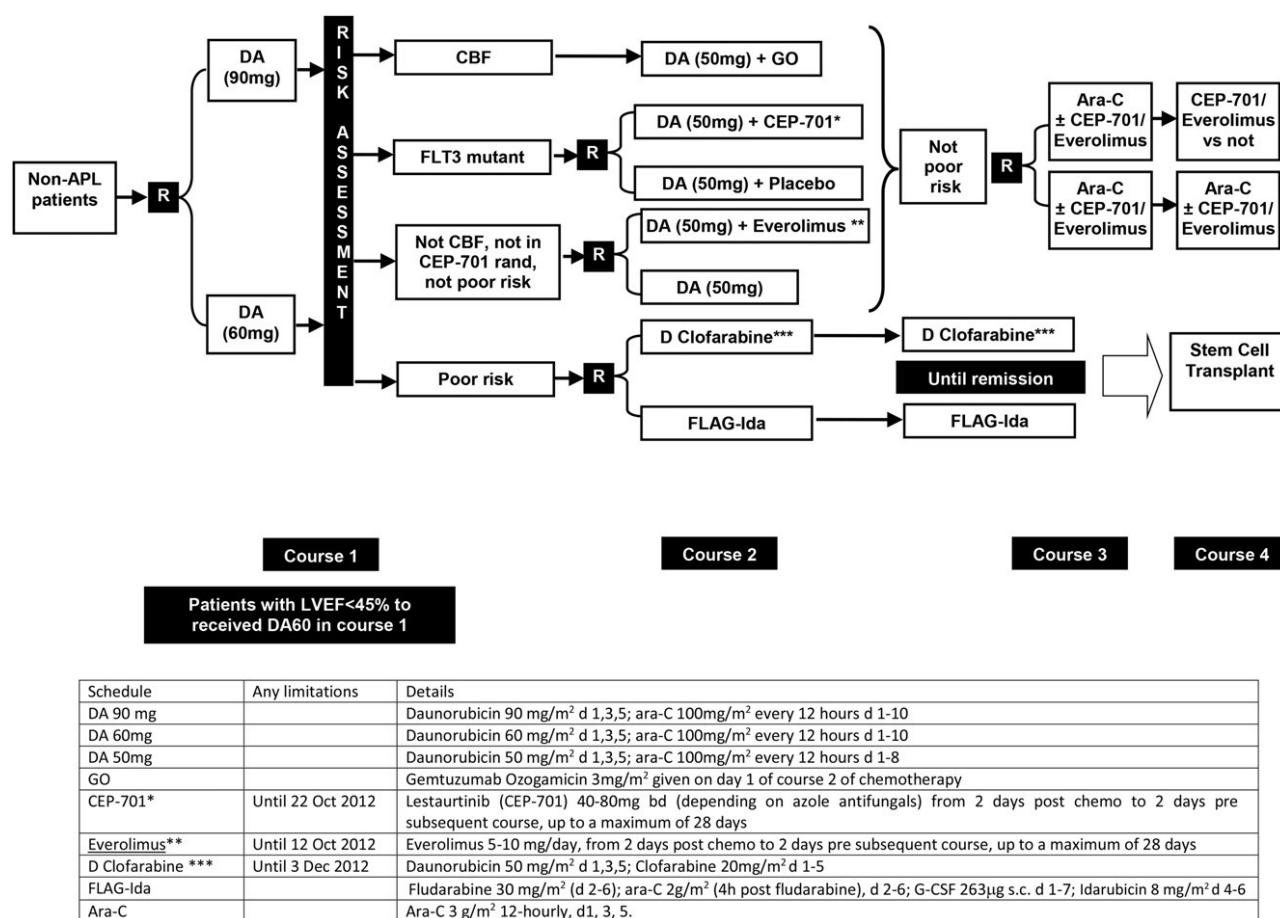 Non-APL
patients
R
DA
(90mg)
DA
(60mg)
RISK ASSESSMENT
CBF
DA (50mg) + GO
FLT3 mutant
R
DA (50mg) + CEP-701*
DA (50mg) + Placebo
Not CBF, not in
CEP-701 rand,
not poor risk
R
DA (50mg) + Everolimus **
DA (50mg)
Poor risk
R
D Clofarabine***
FLAG-Ida
D Clofarabine***
Until remission
FLAG-Ida
Not
poor
risk
R
Ara-C
± CEP-701/
Everolimus
CEP-701/
Everolimus
vs not
Ara-C
± CEP-701/
Everolimus
Ara-C
± CEP-701/
Everolimus
Stem Cell
Transplant
Course 1
Course 2
Course 3
Course 4
Patients with LVEF<45% to
received DA60 in course 1
Schedule Any limitations Details
DA 90 mg Daunorubicin 90 mg/m² d 1,3,5; ara-C 100mg/m² every 12 hours d 1-10
DA 60mg Daunorubicin 60 mg/m² d 1,3,5; ara-C 100mg/m² every 12 hours d 1-10
DA 50mg Daunorubicin 50 mg/m² d 1,3,5; ara-C 100mg/m² every 12 hours d 1-8
GO Gemtuzumab Ozogamicin 3mg/m² given on day 1 of course 2 of chemotherapy
CEP-701* Until 22 Oct 2012 Lestaurtinib (CEP-701) 40-80mg bd (depending on azole antifungals) from 2 days post chemo to 2 days pre
subsequent course, up to a maximum of 28 days
Everolimus** Until 12 Oct 2012 Everolimus 5-10 mg/day, from 2 days post chemo to 2 days pre subsequent course, up to a maximum of 28 days
D Clofarabine *** Until 3 Dec 2012 Daunorubicin 50 mg/m² d 1,3,5; Clofarabine 20mg/m² d 1-5
FLAG-Ida Fludarabine 30 mg/m² (d 2-6); ara-C 2g/m² (4h post fludarabine), d 2-6; G-CSF 263µg s.c. d 1-7; Idarubicin 8 mg/m² d 4-6
Ara-C Ara-C 3 g/m² 12-hourly, d1, 3, 5.